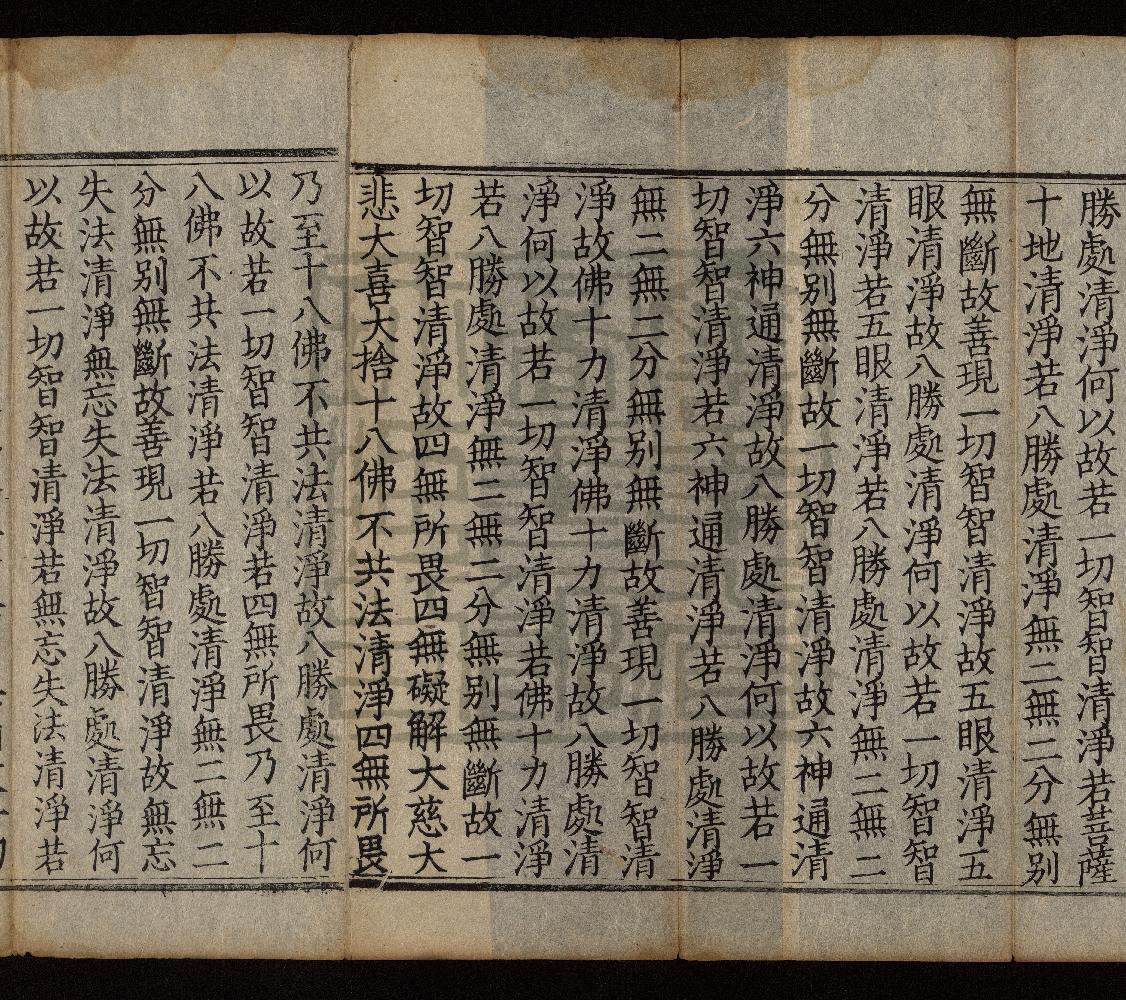 勝處清淨何以故若一切智智清淨若菩薩
十地清淨若八勝處清淨無二無二分無别
無斷故善現一切智智清淨故五眼清淨五
眼清淨故八勝處清淨何以故若一切智智
清淨若五眼清淨若八勝處清淨無二無二
分無别無斷故一切智智清淨故六神通清
淨六神通清淨故八勝處清淨何以故若一
切智智清淨若六神通清淨若八勝處清淨
無二無二分無别無斷故善現一切智智清
淨故佛十力清淨佛十力清淨故八勝處清
淨何以故若一切智智清淨若佛十力清淨
若八勝處清淨無二無二分無别無斷故一
切智智清淨故四無所畏四無礙解大慈大
悲大喜大捨十八佛不共法清淨四無所畏
乃至十八佛不共法清淨故八勝處清淨何
以故若一切智智清淨若四無所畏乃至十
八佛不共法清淨若八勝處清淨無二無二
分無别無斷故善現一切智智清淨故無忘
失法清淨無忘失法清淨故八勝處清淨何
以故若一切智智清淨若無忘失法清淨若